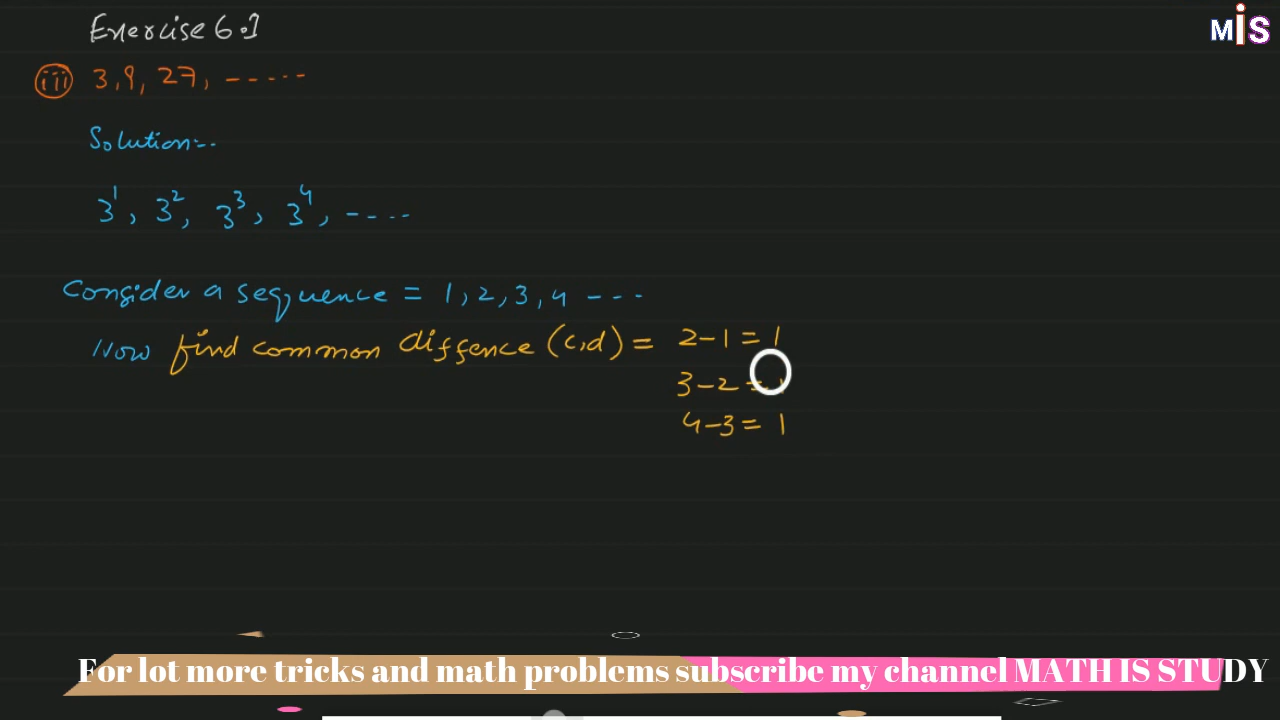 Exercise 6.1
MiS
(iii) 3, 9, 27, ------
Solution:-
3¹, 3², 3³, 3⁴, -----
Consider a sequence = 1, 2, 3, 4 ---
Now find common diffence (c,d) = 2-1 = 1
3-2 =
4-3 = 1
For lot more tricks and math problems subscribe my channel MATH IS STUDY